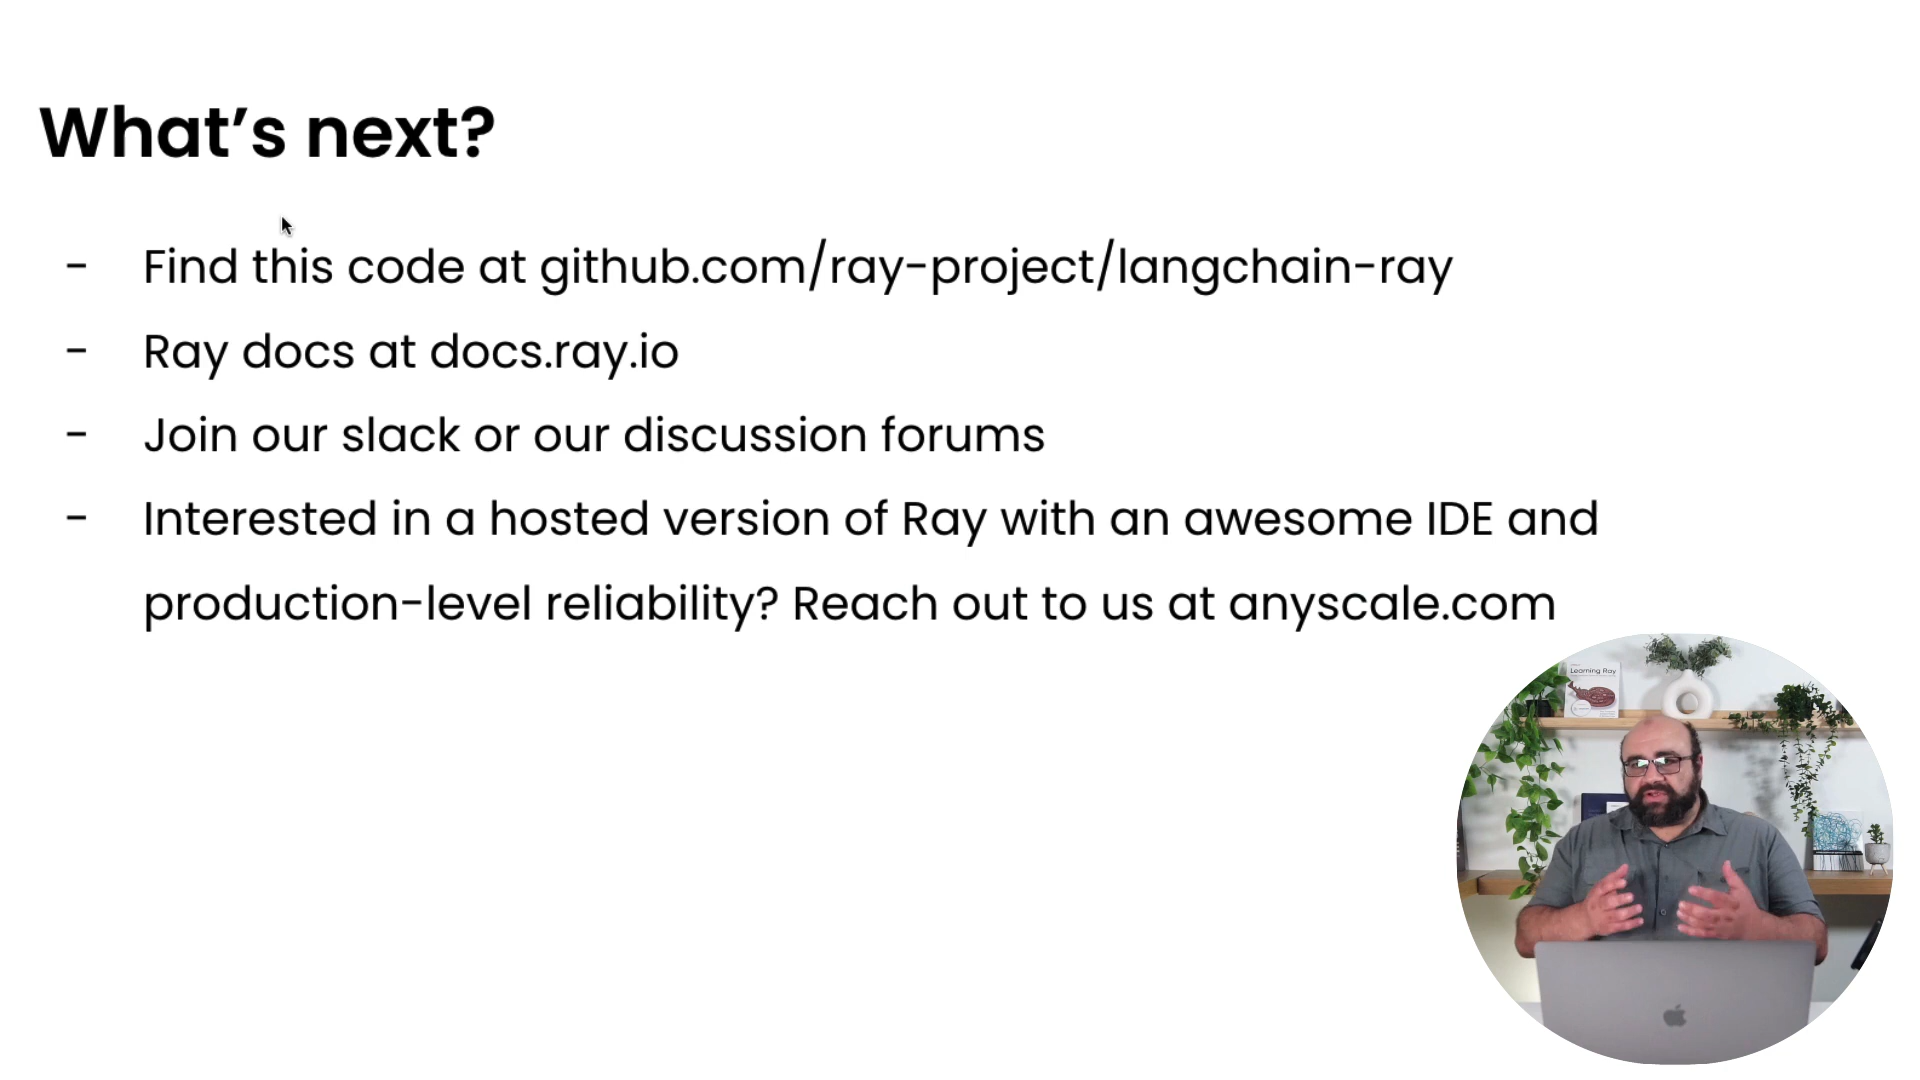 What's next?
- Find this code at github.com/ray-project/langchain-ray
- Ray docs at docs.ray.io
- Join our slack or our discussion forums
- Interested in a hosted version of Ray with an awesome IDE and
production-level reliability? Reach out to us at anyscale.com
Learning Ray